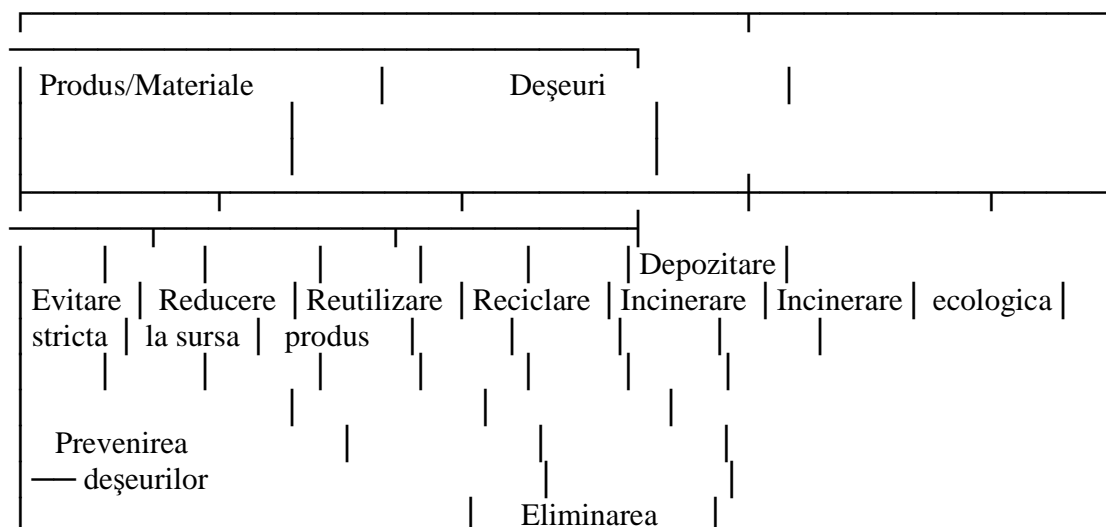 Produs/Materiale Deşeuri
Depozitare
Evitare Reducere Reutilizare Reciclare Incinerare Incinerare ecologica
stricta la sursa produs
Prevenirea
deşeurilor
Eliminarea